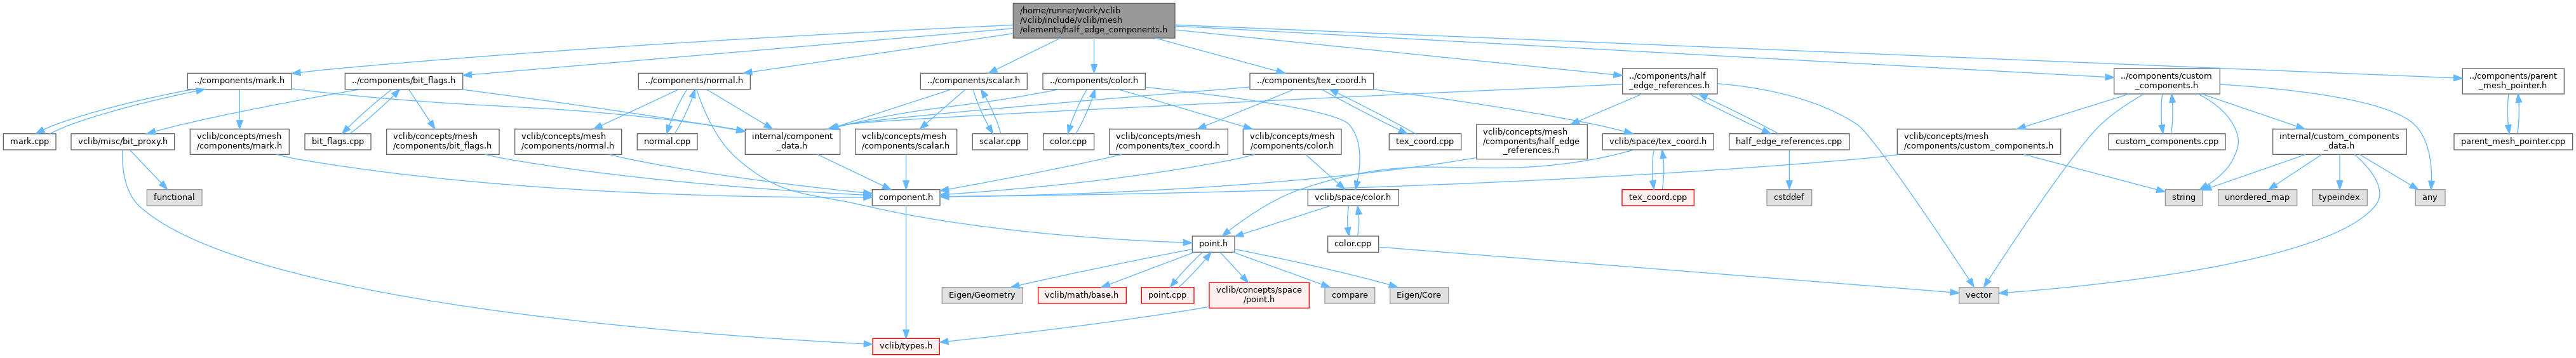 /home/runner/work/vclib
/vclib/include/vclib/mesh
/elements/half_edge_components.h
../components/mark.h
../components/bit_flags.h
../components/normal.h
../components/scalar.h
../components/color.h
../components/tex_coord.h
../components/half
_edge_references.h
../components/custom
_components.h
../components/parent
_mesh_pointer.h
mark.cpp
vclib/misc/bit_proxy.h
vclib/concepts/mesh
/components/mark.h
bit_flags.cpp
vclib/concepts/mesh
/components/bit_flags.h
vclib/concepts/mesh
/components/normal.h
normal.cpp
internal/component
_data.h
vclib/concepts/mesh
/components/scalar.h
scalar.cpp
color.cpp
vclib/concepts/mesh
/components/tex_coord.h
vclib/concepts/mesh
/components/color.h
tex_coord.cpp
vclib/concepts/mesh
/components/half_edge
_references.h
vclib/space/tex_coord.h
half_edge_references.cpp
vclib/concepts/mesh
/components/custom_components.h
custom_components.cpp
internal/custom_components
_data.h
parent_mesh_pointer.cpp
functional
component.h
vclib/space/color.h
tex_coord.cpp
cstddef
string
unordered_map
typeindex
any
point.h
color.cpp
Eigen/Geometry
vclib/math/base.h
point.cpp
vclib/concepts/space
/point.h
compare
Eigen/Core
vector
vclib/types.h